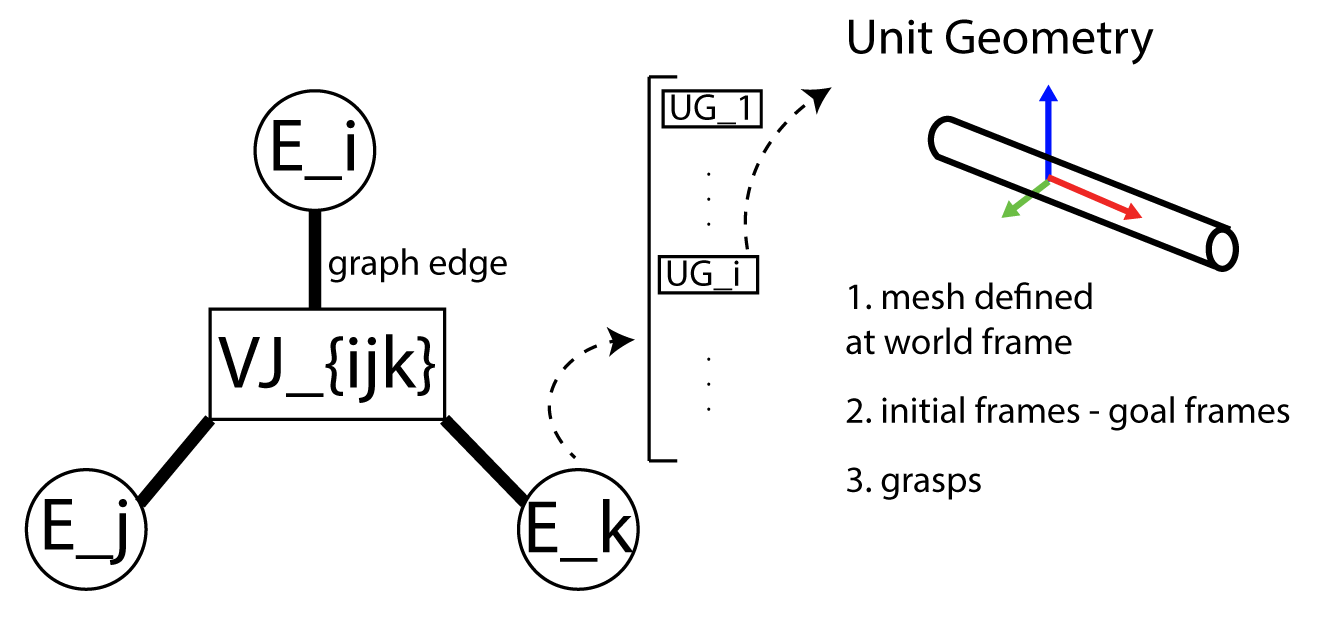 E_i
graph edge
VJ_{ijk}
E_j
E_k
UG_1
UG_i
Unit Geometry
1. mesh defined
at world frame
2. initial frames - goal frames
3. grasps